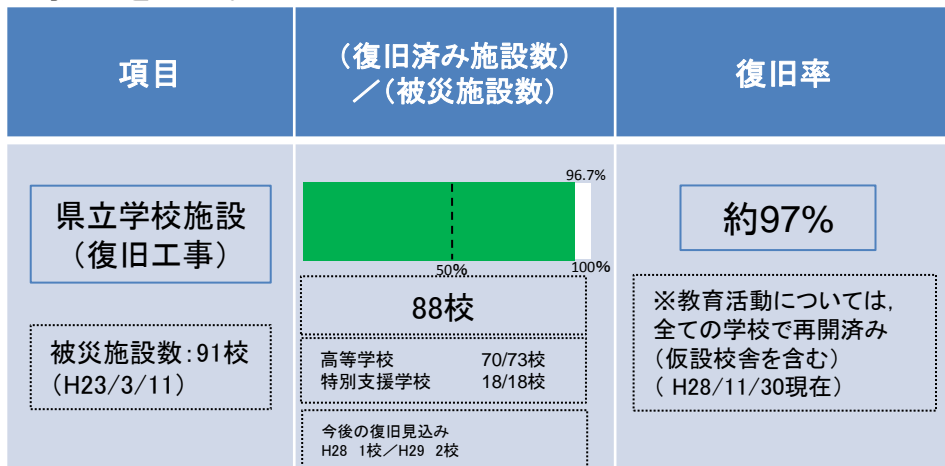 項目
(復旧済み施設数)
／(被災施設数)
復旧率
県立学校施設
(復旧工事)
被災施設数:91校
(H23/3/11)
96.7%
50%
100%
88校
高等学校 70/73校
特別支援学校 18/18校
今後の復旧見込み
H28 1校／H29 2校
約97%
※教育活動については,
全ての学校で再開済み
(仮設校舎を含む)
( H28/11/30現在)